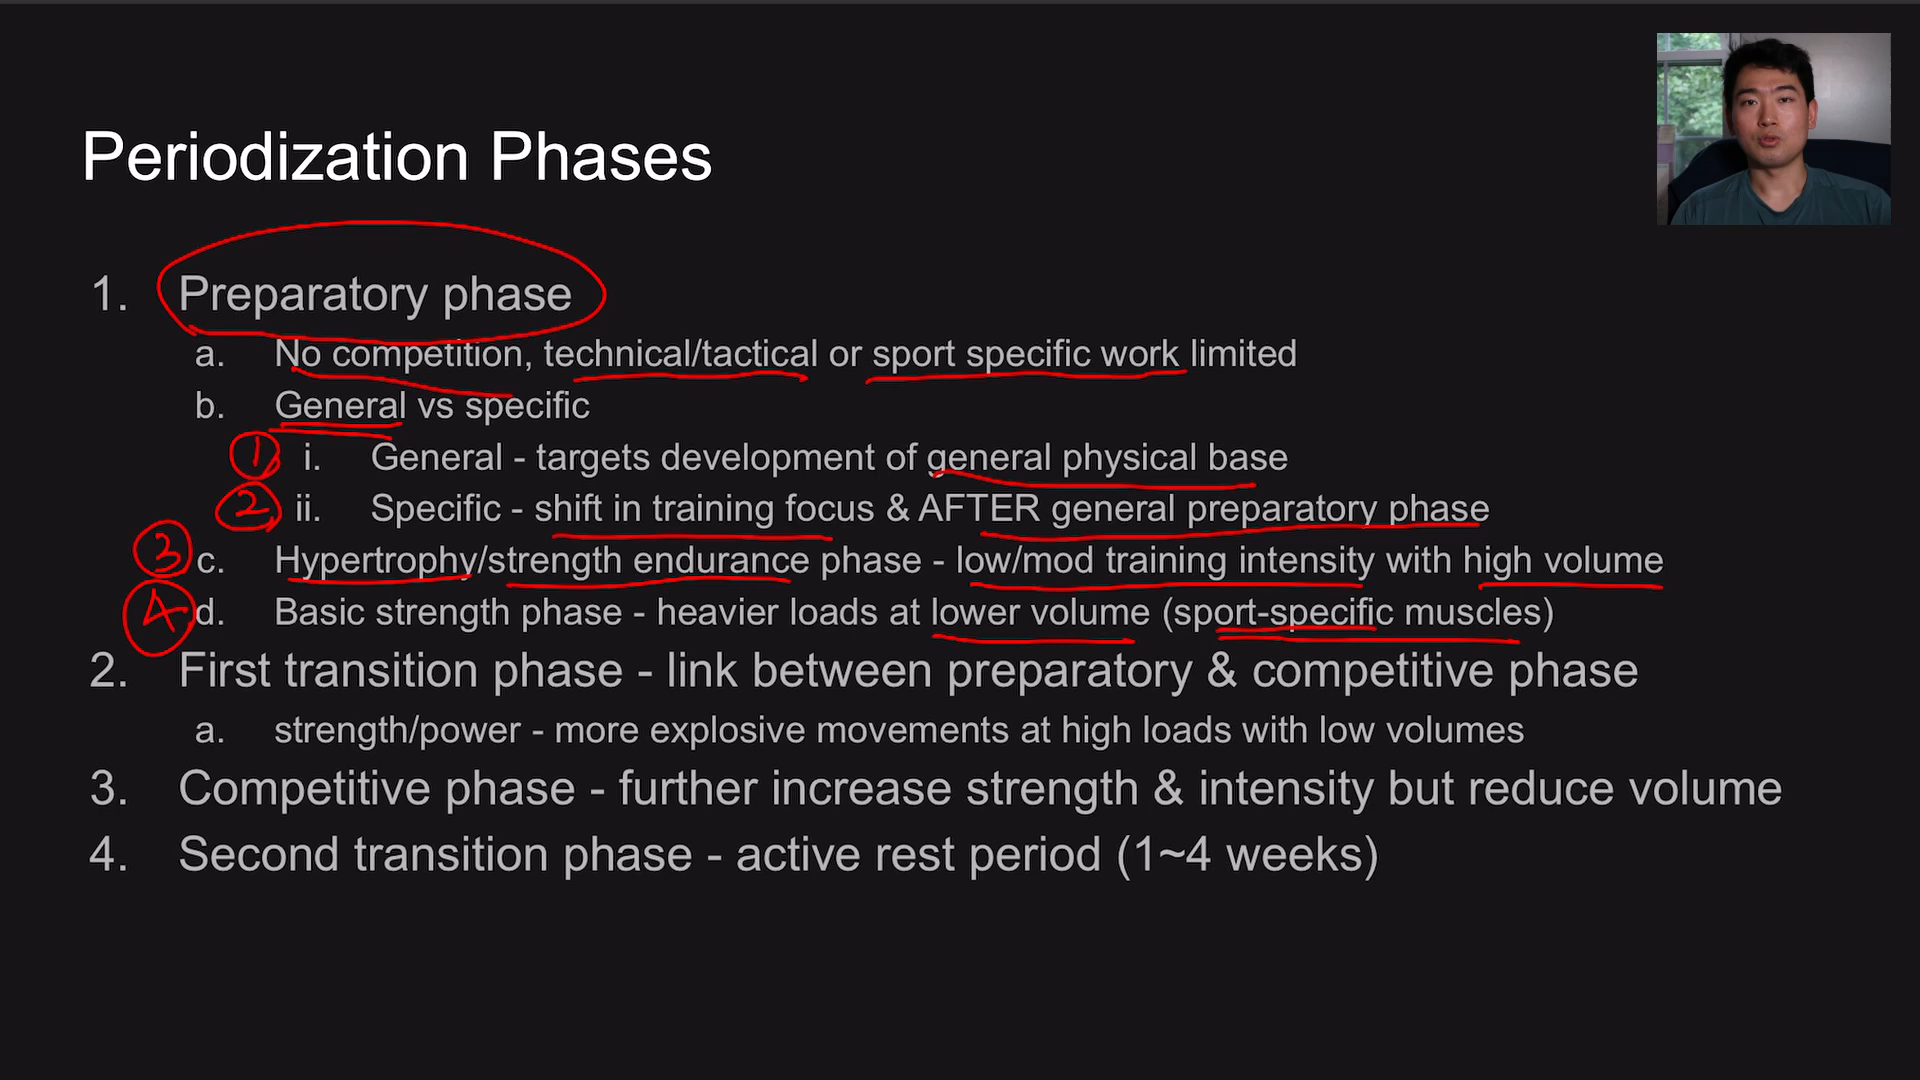 Periodization Phases
1. Preparatory phase
a. No competition, technical/tactical or sport specific work limited
b. General vs specific
1 i. General - targets development of general physical base
2 ii. Specific - shift in training focus & AFTER general preparatory phase
3 c. Hypertrophy/strength endurance phase - low/mod training intensity with high volume
4 d. Basic strength phase - heavier loads at lower volume (sport-specific muscles)
2. First transition phase - link between preparatory & competitive phase
a. strength/power - more explosive movements at high loads with low volumes
3. Competitive phase - further increase strength & intensity but reduce volume
4. Second transition phase - active rest period (1~4 weeks)